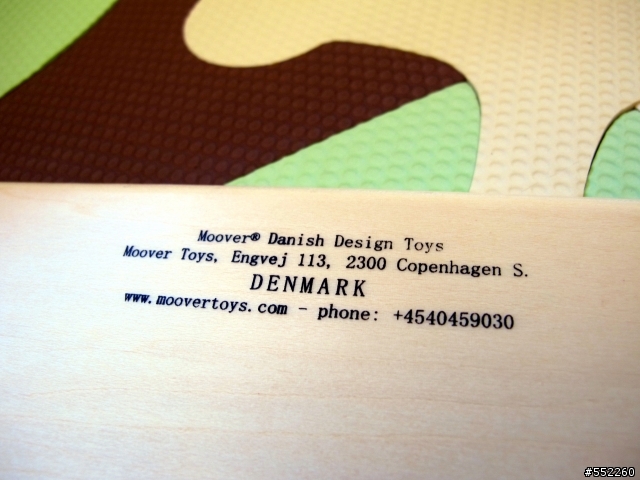 Moover® Danish Design Toys
Moover Toys, Engvej 113, 2300 Copenhagen S.
DENMARK
www.moovertoys.com - phone: +4540459030
#552260